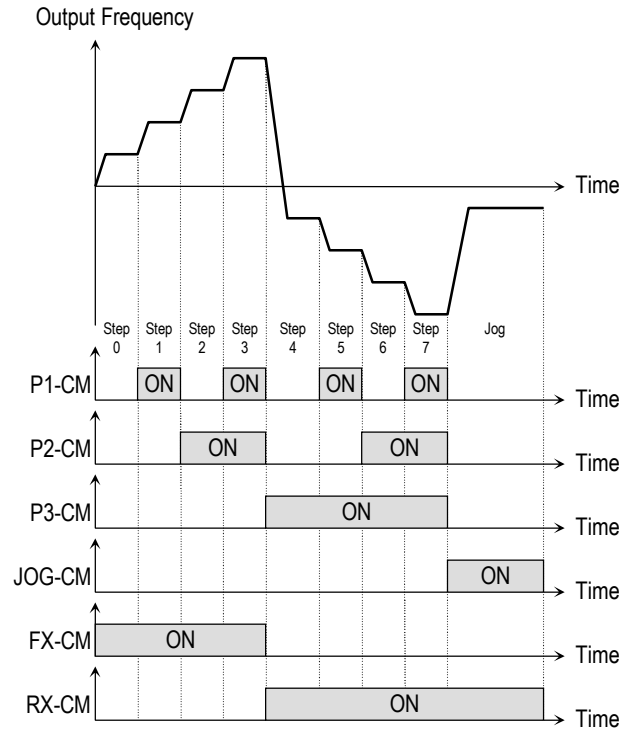 Output Frequency
Time
Step 0 Step 1 Step 2 Step 3 Step 4 Step 5 Step 6 Step 7 Jog
P1-CM ON ON ON ON Time
P2-CM ON ON Time
P3-CM ON Time
JOG-CM ON Time
FX-CM ON Time
RX-CM ON Time